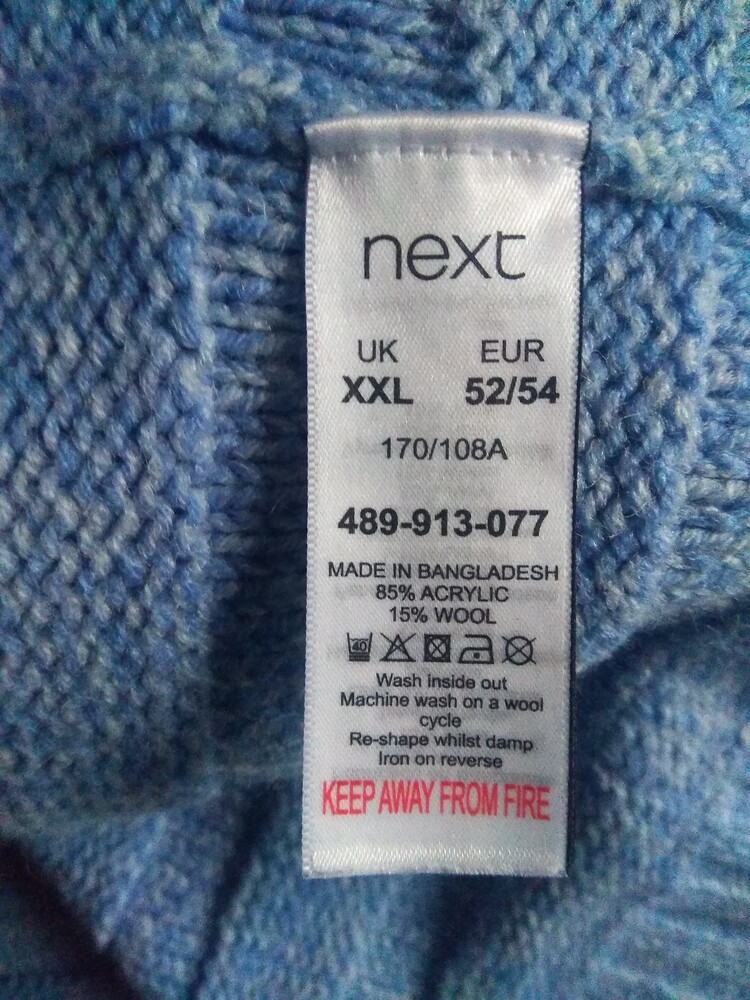 next
UK EUR
XXL 52/54
170/108A
489-913-077
MADE IN BANGLADESH
85% ACRYLIC
15% WOOL
40
Wash inside out
Machine wash on a wool
cycle
Re-shape whilst damp
Iron on reverse
KEEP AWAY FROM FIRE